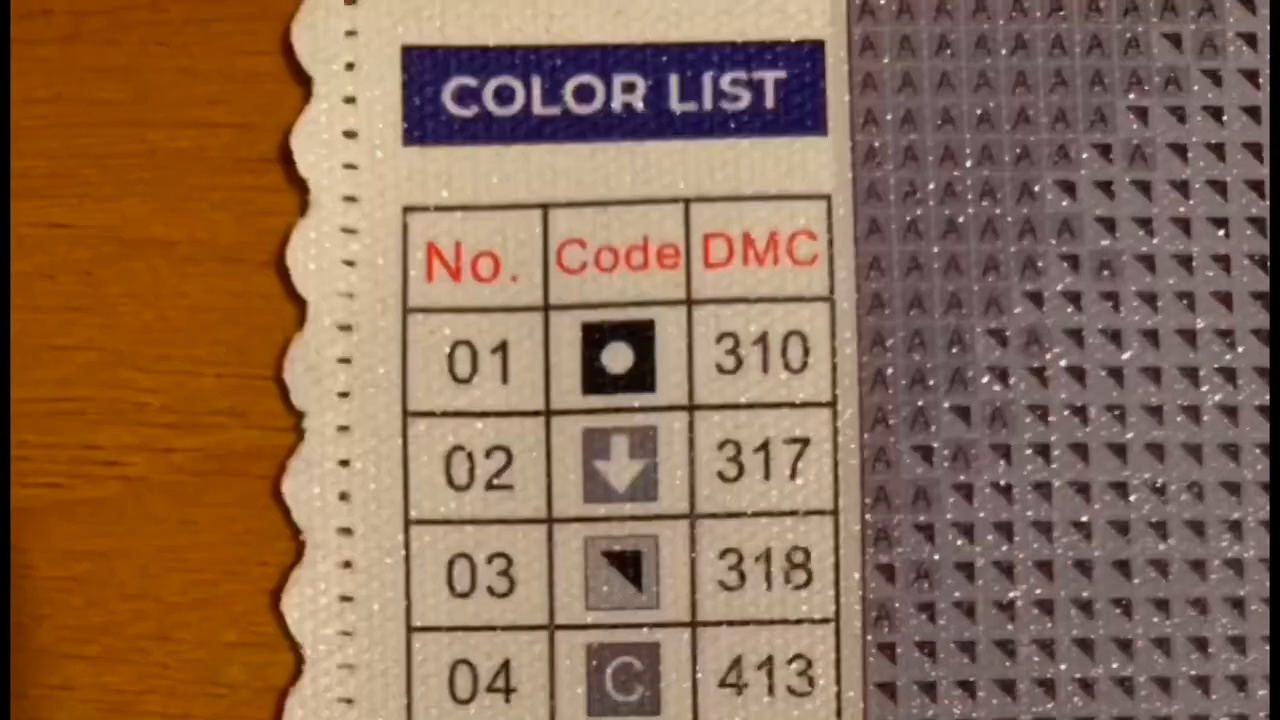 COLOR LIST
No. Code DMC
01 310
02 317
03 318
04 C 413